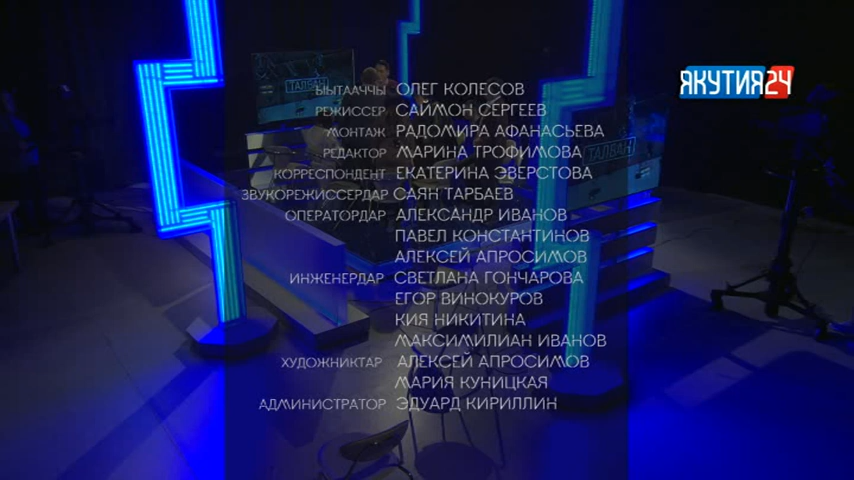 ЯКУТИЯ24
ТАЛБАН
ТАЛБАН
ЫЫТААЧЧЫ ОЛЕГ КОЛЕСОВ
РЕЖИССЕР САЙМОН СЕРГЕЕВ
МОНТАЖ РАДОМИРА АФАНАСЬЕВА
РЕДАКТОР МАРИНА ТРОФИМОВА
КОРРЕСПОНДЕНТ ЕКАТЕРИНА ЭВЕРСТОВА
ЗВУКОРЕЖИССЕРДАР САЯН ТАРБАЕВ
ОПЕРАТОРДАР АЛЕКСАНДР ИВАНОВ
ПАВЕЛ КОНСТАНТИНОВ
АЛЕКСЕЙ АПРОСИМОВ
ИНЖЕНЕРДАР СВЕТЛАНА ГОНЧАРОВА
ЕГОР ВИНОКУРОВ
КИЯ НИКИТИНА
МАКСИМИЛИАН ИВАНОВ
ХУДОЖНИКТАР АЛЕКСЕЙ АПРОСИМОВ
МАРИЯ КУНИЦКАЯ
АДМИНИСТРАТОР ЭДУАРД КИРИЛЛИН